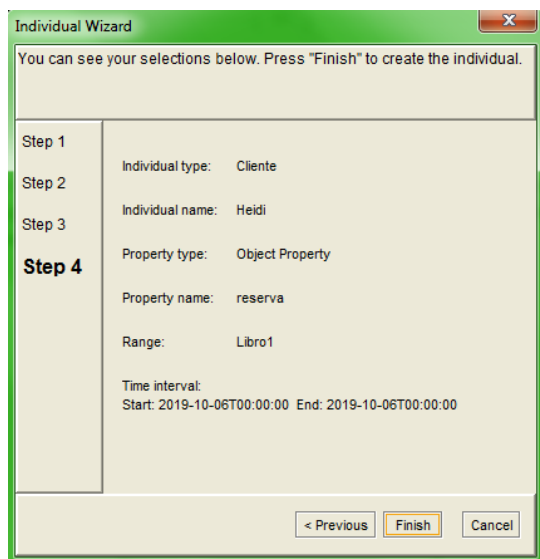 Individual Wizard
X
You can see your selections below. Press "Finish" to create the individual.
Step 1
Step 2
Step 3
Step 4
Individual type: Cliente
Individual name: Heidi
Property type: Object Property
Property name: reserva
Range: Libro1
Time interval:
Start: 2019-10-06T00:00:00 End: 2019-10-06T00:00:00
< Previous Finish Cancel